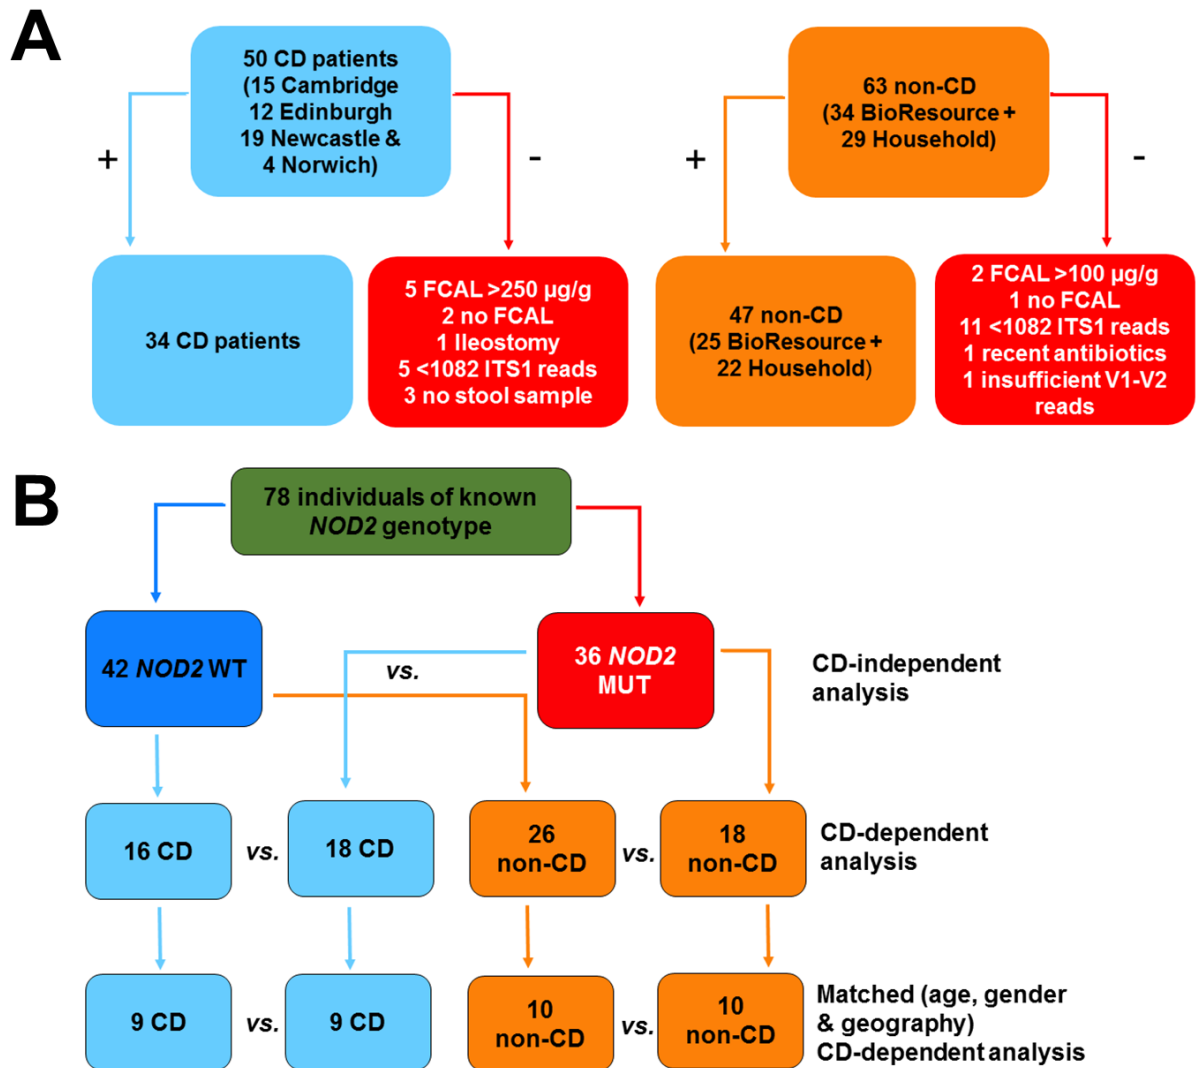 A
50 CD patients
(15 Cambridge
12 Edinburgh
19 Newcastle &
4 Norwich)
63 non-CD
(34 BioResource +
29 Household)
+
-
+
-
34 CD patients
5 FCAL >250 µg/g
2 no FCAL
1 Ileostomy
5 <1082 ITS1 reads
3 no stool sample
47 non-CD
(25 BioResource +
22 Household)
2 FCAL >100 µg/g
1 no FCAL
11 <1082 ITS1 reads
1 recent antibiotics
1 insufficient V1-V2
reads
B
78 individuals of known
NOD2 genotype
42 NOD2 WT
vs.
36 NOD2
MUT
CD-independent
analysis
16 CD
vs.
18 CD
26
non-CD
vs.
18
non-CD
CD-dependent
analysis
9 CD
vs.
9 CD
10
non-CD
vs.
10
non-CD
Matched (age, gender
& geography)
CD-dependent analysis